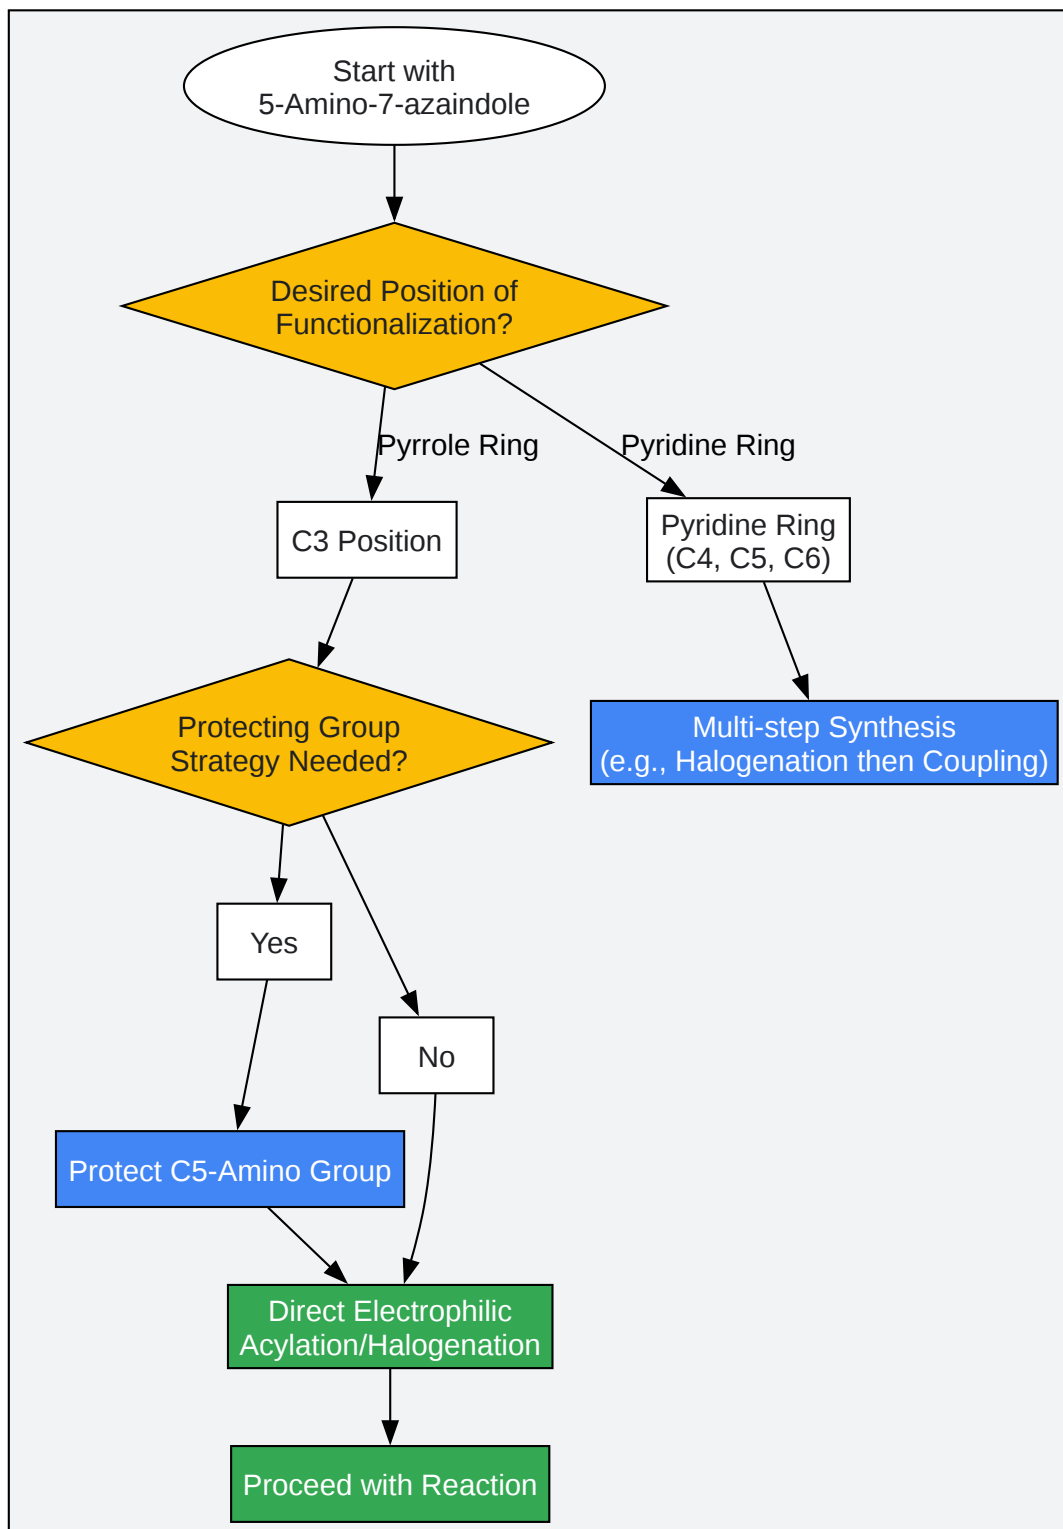 Start with
5-Amino-7-azaindole
Desired Position of
Functionalization?
Pyrrole Ring
Pyridine Ring
C3 Position
Pyridine Ring
(C4, C5, C6)
Protecting Group
Strategy Needed?
Multi-step Synthesis
(e.g., Halogenation then Coupling)
Yes
No
Protect C5-Amino Group
Direct Electrophilic
Acylation/Halogenation
Proceed with Reaction